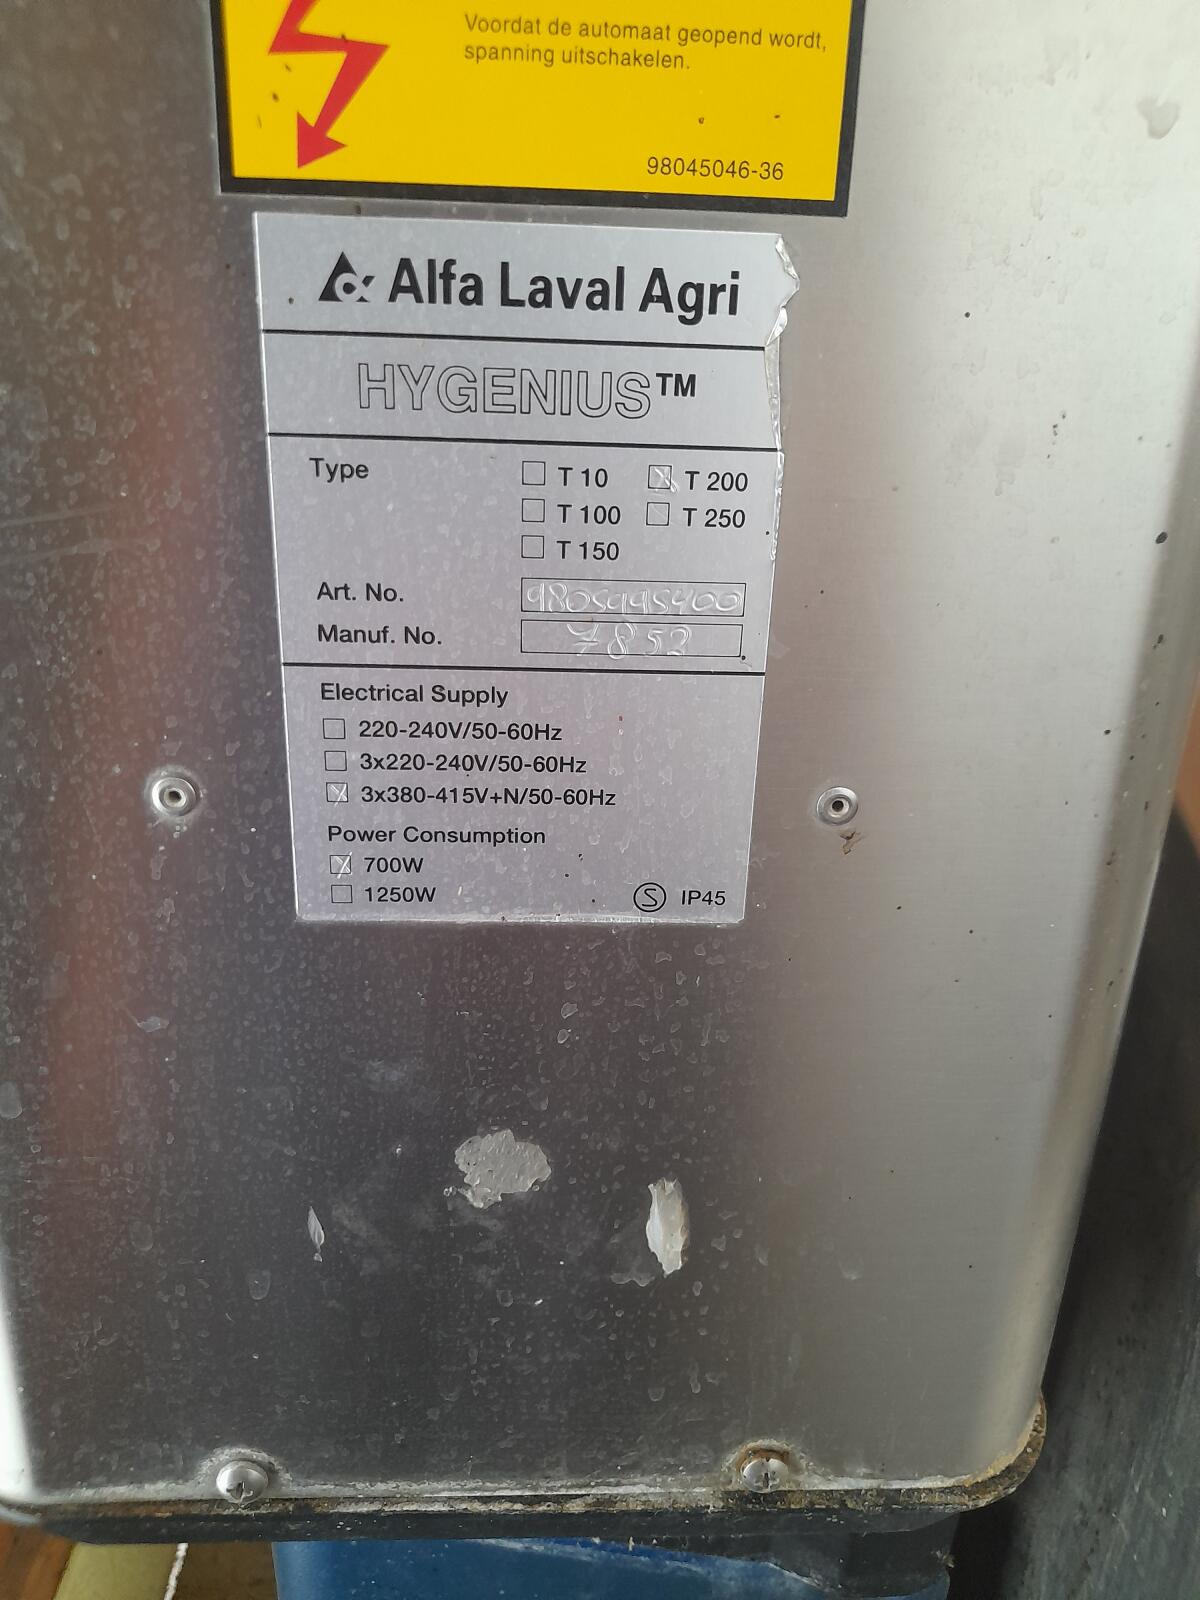 Voordat de automaat geopend wordt,
spanning uitschakelen.
98045046-36
Alfa Laval Agri
HYGENIUS™
Type
T 10
T 200
T 100
T 250
T 150
Art. No. 9805995400
Manuf. No. 7852
Electrical Supply
220-240V/50-60Hz
3x220-240V/50-60Hz
3x380-415V+N/50-60Hz
Power Consumption
700W
1250W
S IP45